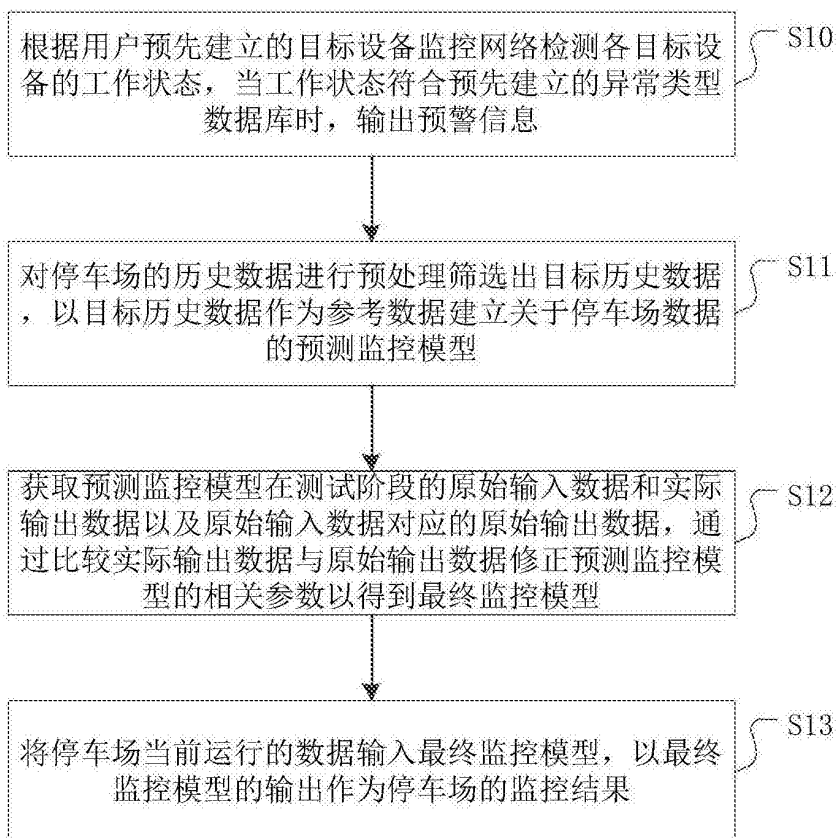 根据用户预先建立的目标设备监控网络检测各目标设
备的工作状态，当工作状态符合预先建立的异常类型
数据库时，输出预警信息
S10
对停车场的历史数据进行预处理筛选出目标历史数据
，以目标历史数据作为参考数据建立关于停车场数据
的预测监控模型
S11
获取预测监控模型在测试阶段的原始输入数据和实际
输出数据以及原始输入数据对应的原始输出数据，通
过比较实际输出数据与原始输出数据修正预测监控模
型的相关参数以得到最终监控模型
S12
将停车场当前运行的数据输入最终监控模型，以最终
监控模型的输出作为停车场的监控结果
S13